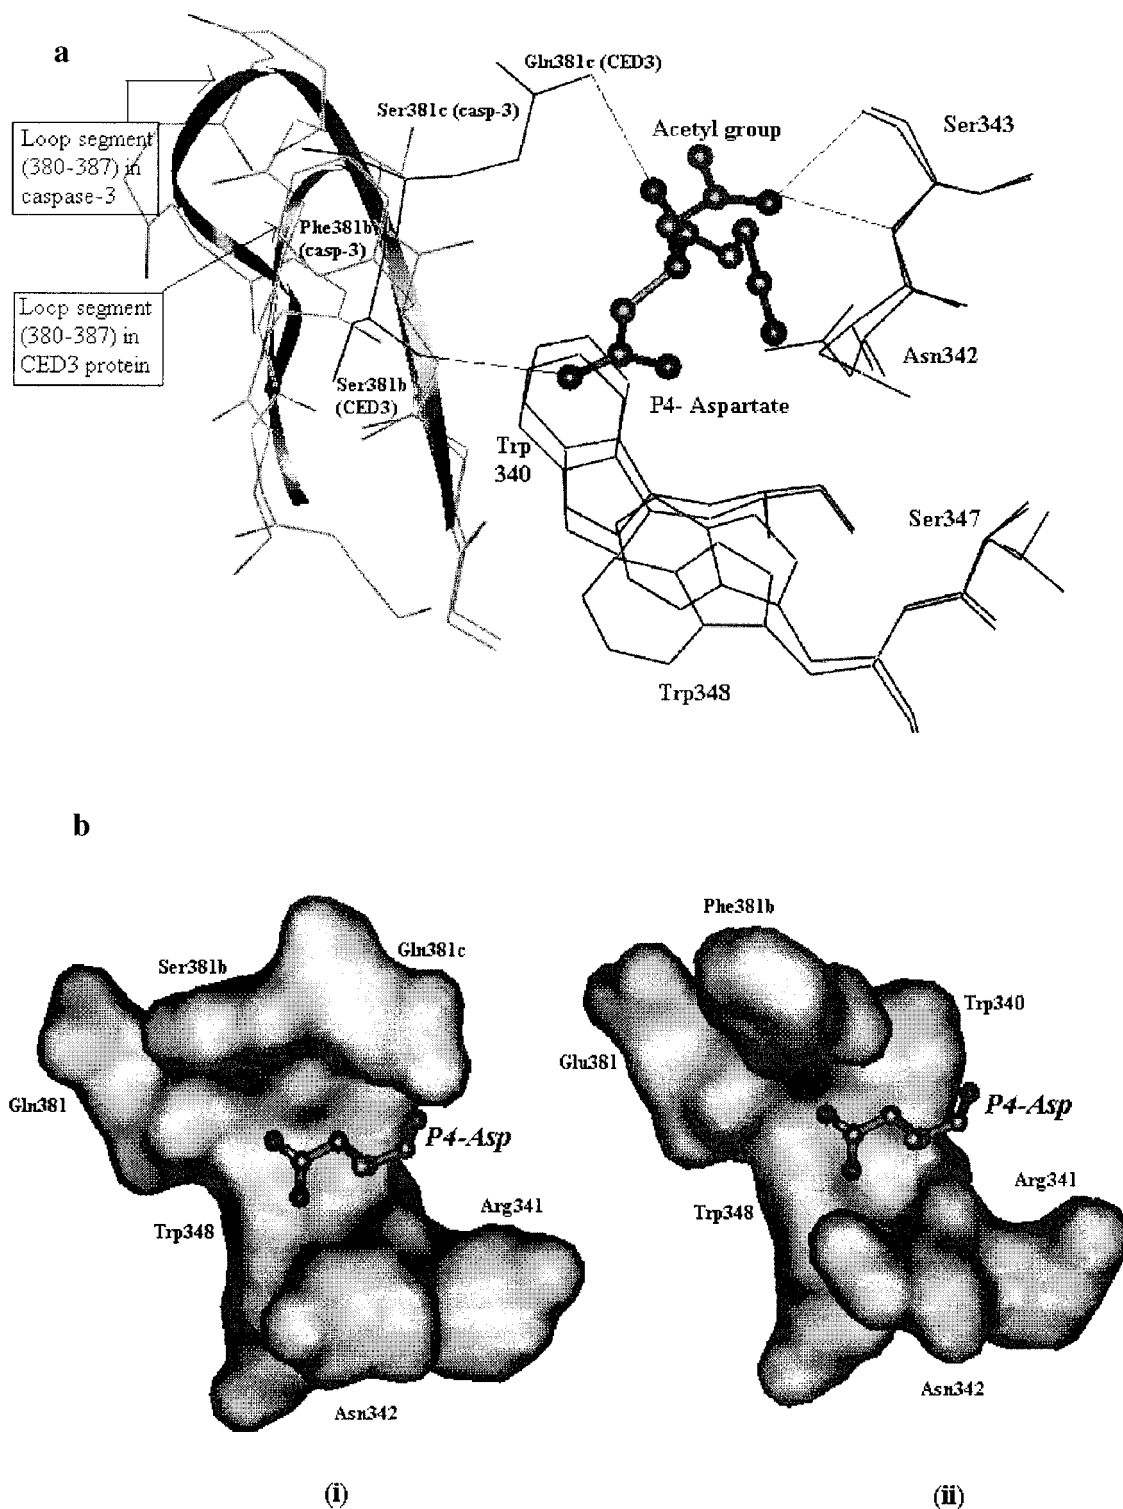 a
Gln381c (CED3)
Ser381c (casp-3)
Acetyl group
Ser343
Loop segment
(380-387) in
caspase-3
Phe381b
(casp-3)
Loop segment
(380-387) in
CED3 protein
Asn342
Ser381b
(CED3)
P4- Aspartate
Trp
340
Ser347
Trp348
b
Phe381b
Ser381b
Gln381c
Trp340
Glu381
Gln381
P4-Asp
P4-Asp
Arg341
Arg341
Trp348
Trp348
Asn342
Asn342
(i)
(ii)